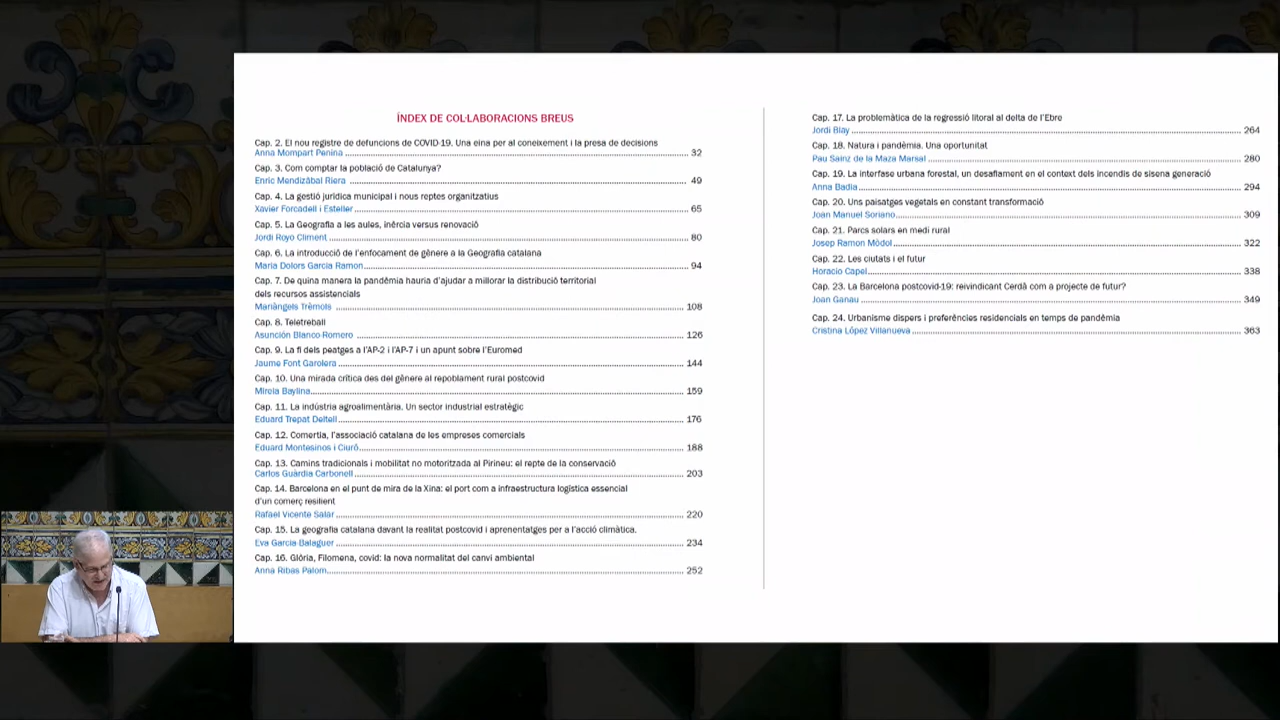 ÍNDEX DE COL·LABORACIONS BREUS
Cap. 2. El nou registre de defuncions de COVID-19. Una eina per al coneixement i la presa de decisions
Anna Mompart Penina ... 32
Cap. 3. Com comptar la població de Catalunya?
Enric Mendizábal Riera ... 49
Cap. 4. La gestió jurídica municipal i nous reptes organitzatius
Xavier Forcadell i Esteller ... 65
Cap. 5. La Geografia a les aules, inèrcia versus renovació
Jordi Royo Climent ... 80
Cap. 6. La introducció de l'enfocament de gènere a la Geografia catalana
Maria Dolors Garcia Ramon ... 94
Cap. 7. De quina manera la pandèmia hauria d'ajudar a millorar la distribució territorial
dels recursos assistencials
Mariàngels Trèmols ... 108
Cap. 8. Teletreball
Asunción Blanco Romero ... 126
Cap. 9. La fi dels peatges a l'AP-2 i l'AP-7 i un apunt sobre l'Euromed
Jaume Font Garolera ... 144
Cap. 10. Una mirada crítica des del gènere al repoblament rural postcovid
Mireia Baylina ... 159
Cap. 11. La indústria agroalimentària. Un sector industrial estratègic
Eduard Trepat Deltell ... 176
Cap. 12. Comertia, l'associació catalana de les empreses comercials
Eduard Montesinos i Ciuró ... 188
Cap. 13. Camins tradicionals i mobilitat no motoritzada al Pirineu: el repte de la conservació
Carlos Guàrdia Carbonell ... 203
Cap. 14. Barcelona en el punt de mira de la Xina: el port com a infraestructura logística essencial
d'un comerç resilient
Rafael Vicente Salar ... 220
Cap. 15. La geografia catalana davant la realitat postcovid i aprenentatges per a l'acció climàtica.
Eva Garcia Balaguer ... 234
Cap. 16. Glòria, Filomena, covid: la nova normalitat del canvi ambiental
Anna Ribas Palom ... 252
Cap. 17. La problemàtica de la regressió litoral al delta de l'Ebre
Jordi Blay ... 264
Cap. 18. Natura i pandèmia. Una oportunitat
Pau Sainz de la Maza Marsal ... 280
Cap. 19. La interfase urbana forestal, un desafiament en el context dels incendis de sisena generació
Anna Badia ... 294
Cap. 20. Uns paisatges vegetals en constant transformació
Joan Manuel Soriano ... 309
Cap. 21. Parcs solars en medi rural
Josep Ramon Mòdol ... 322
Cap. 22. Les ciutats i el futur
Horacio Capel ... 338
Cap. 23. La Barcelona postcovid-19: reivindicant Cerdà com a projecte de futur?
Joan Ganau ... 349
Cap. 24. Urbanisme dispers i preferències residencials en temps de pandèmia
Cristina López Villanueva ... 363